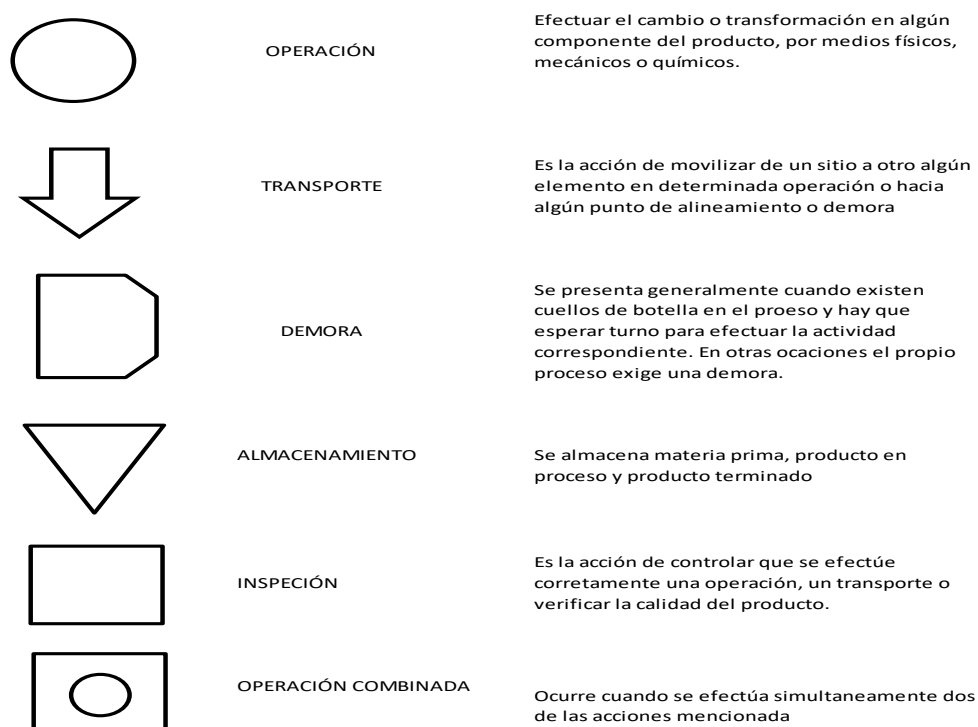 OPERACIÓN
Efectuar el cambio o transformación en algún
componente del producto, por medios físicos,
mecánicos o químicos.
TRANSPORTE
Es la acción de movilizar de un sitio a otro algún
elemento en determinada operación o hacia
algún punto de alineamiento o demora
DEMORA
Se presenta generalmente cuando existen
cuellos de botella en el proeso y hay que
esperar turno para efectuar la actividad
correspondiente. En otras ocaciones el propio
proceso exige una demora.
ALMACENAMIENTO
Se almacena materia prima, producto en
proceso y producto terminado
INSPECIÓN
Es la acción de controlar que se efectúe
corretamente una operación, un transporte o
verificar la calidad del producto.
OPERACIÓN COMBINADA
Ocurre cuando se efectúa simultaneamente dos
de las acciones mencionada